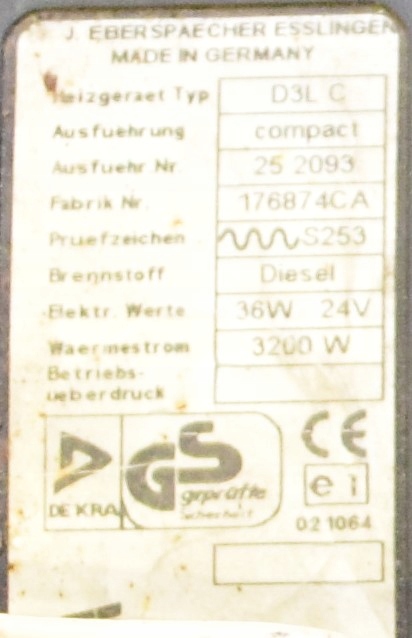 J. EBERSPAECHER ESSLINGEN
MADE IN GERMANY
Heizgeraet Typ D3L C
Ausfuehrung compact
Ausfuehr. Nr. 25 2093
Fabrik Nr. 176874CA
Pruefzeichen S253
Brennstoff Diesel
Elektr. Werte 36W 24V
Waermestrom 3200 W
Betriebs-
ueberdruck
DEKRA
GS
geprüfte
Sicherheit
CE
e 1
02 1064